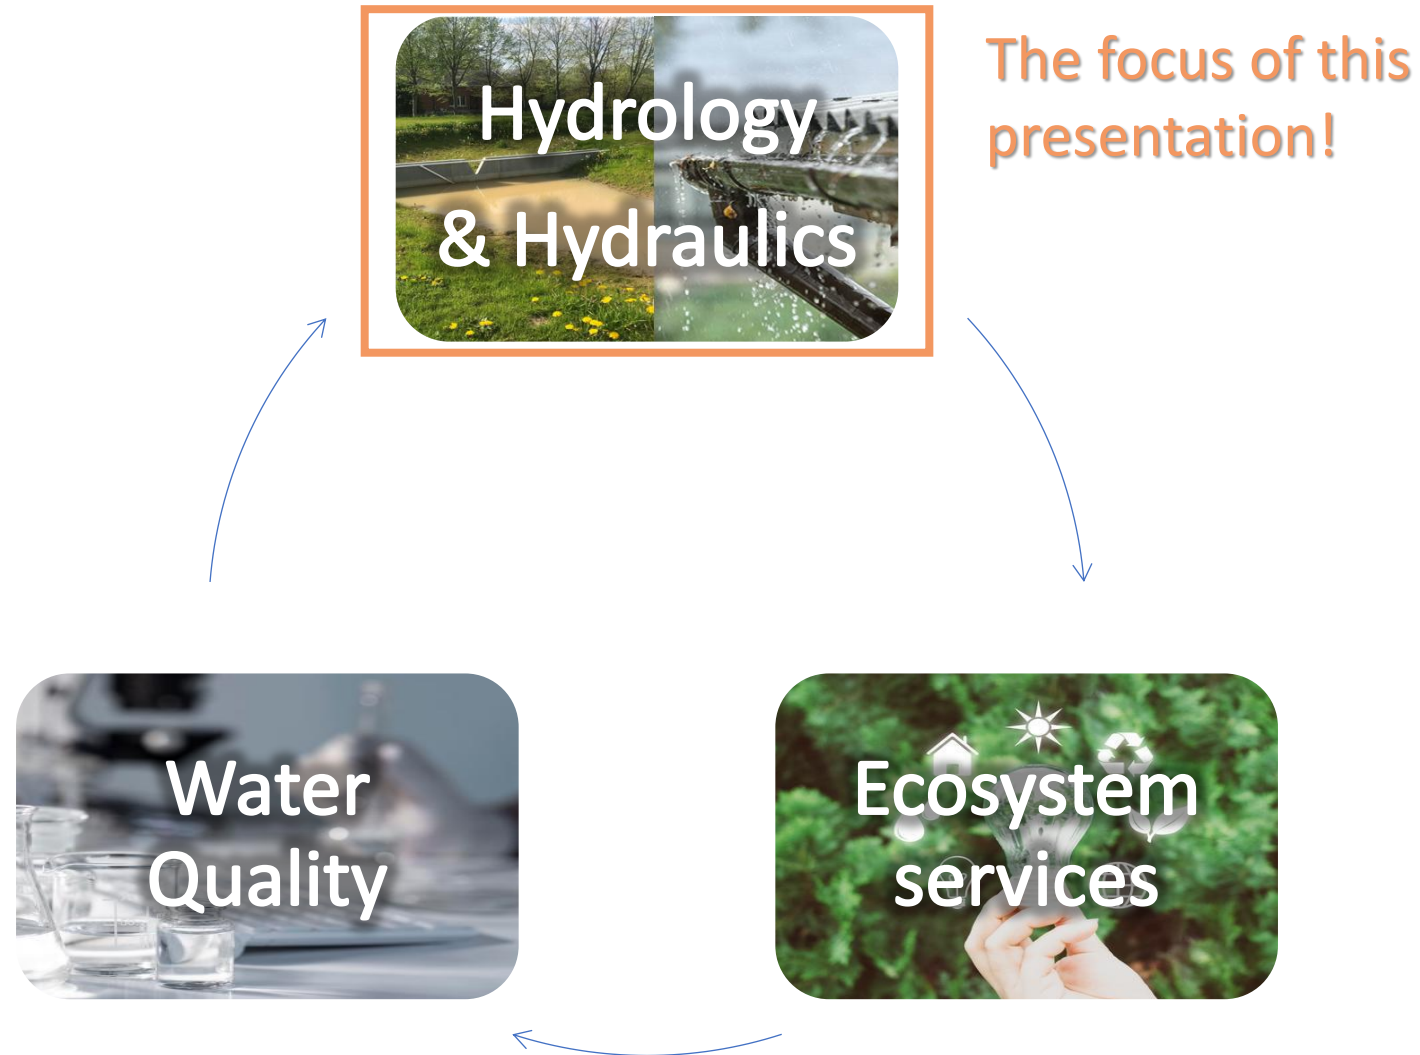 Hydrology
& Hydraulics
The focus of this
presentation!
Water
Quality
Ecosystem
services